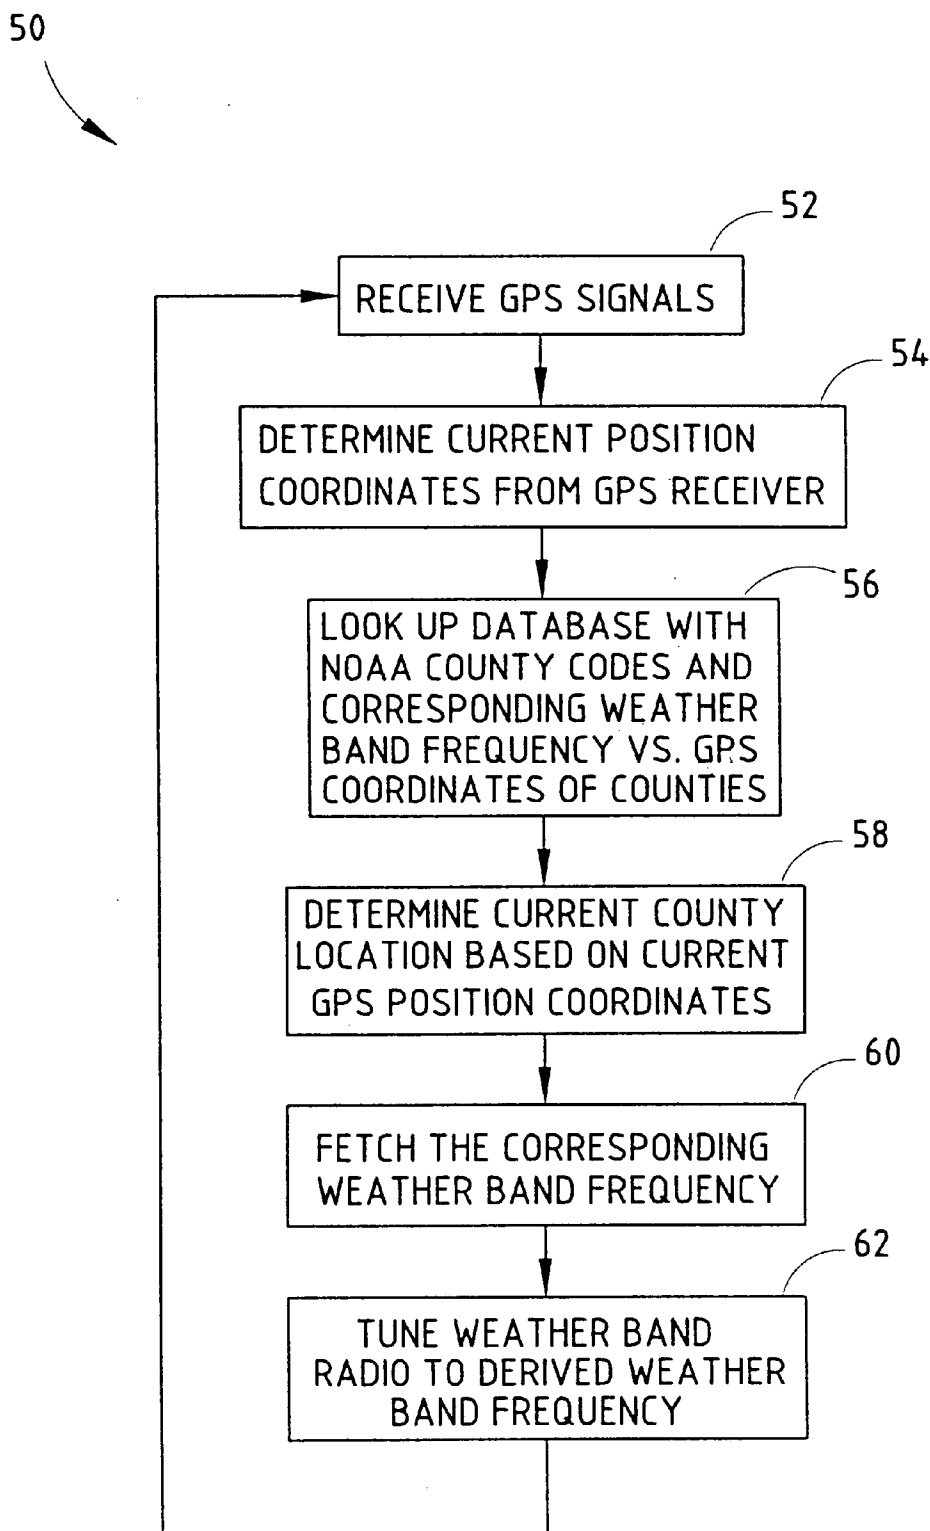 50
52
RECEIVE GPS SIGNALS
54
DETERMINE CURRENT POSITION
COORDINATES FROM GPS RECEIVER
56
LOOK UP DATABASE WITH
NOAA COUNTY CODES AND
CORRESPONDING WEATHER
BAND FREQUENCY VS. GPS
COORDINATES OF COUNTIES
58
DETERMINE CURRENT COUNTY
LOCATION BASED ON CURRENT
GPS POSITION COORDINATES
60
FETCH THE CORRESPONDING
WEATHER BAND FREQUENCY
62
TUNE WEATHER BAND
RADIO TO DERIVED WEATHER
BAND FREQUENCY